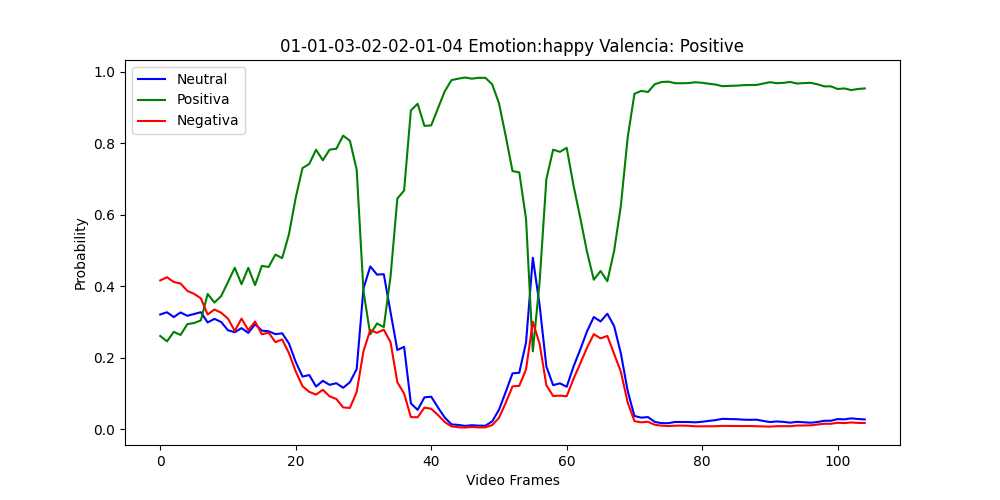 01-01-03-02-02-01-04 Emotion:happy Valencia: Positive
Neutral
Positiva
Negativa
Probability
1.0
0.8
0.6
0.4
0.2
0.0
0 20 40 60 80 100
Video Frames